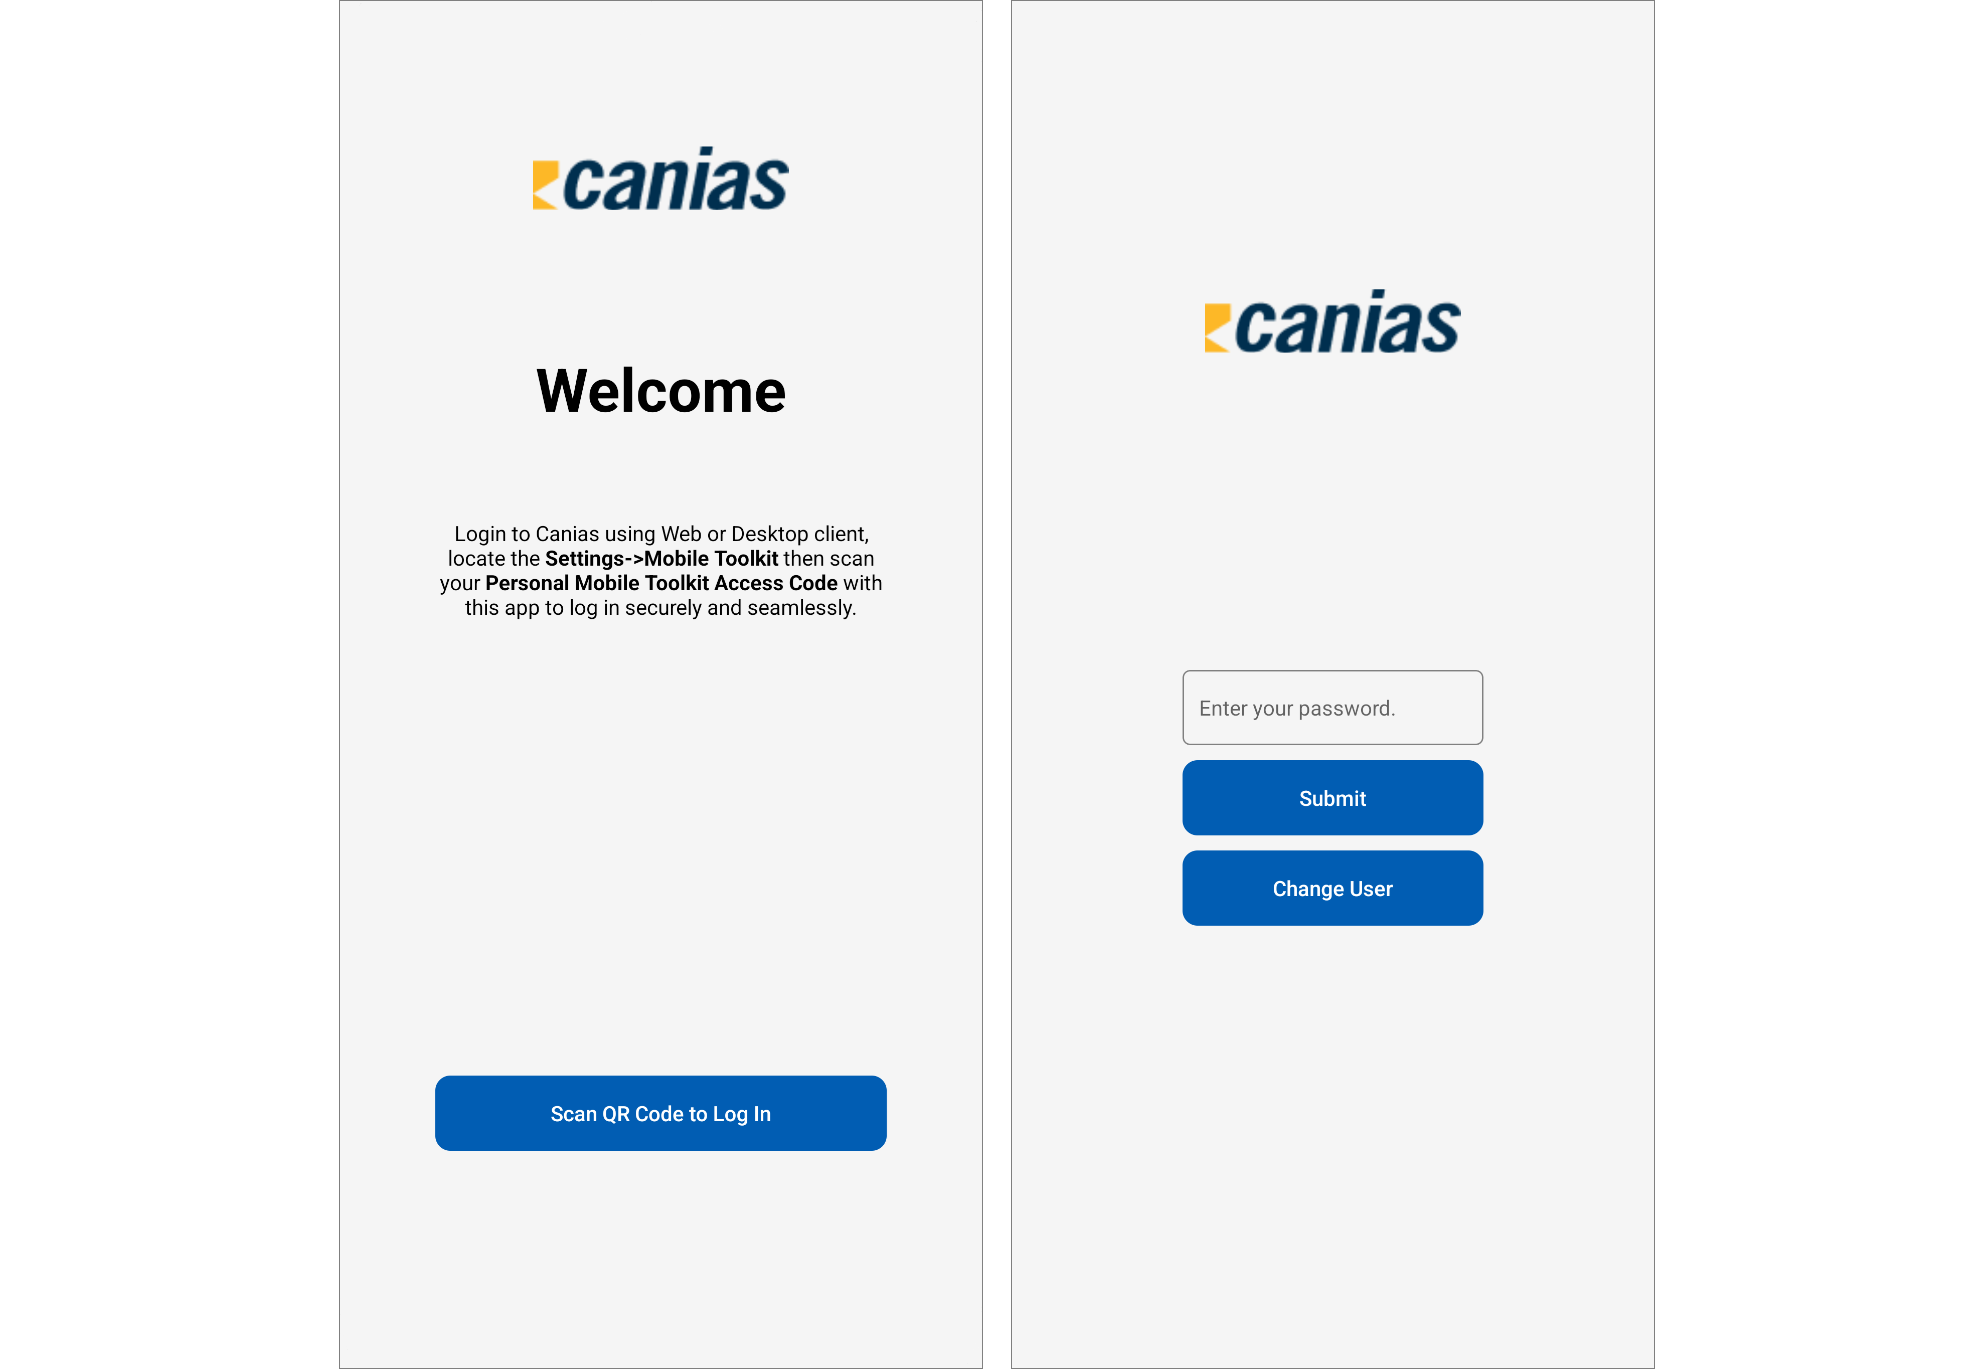 canias
Welcome
Login to Canias using Web or Desktop client,
locate the Settings->Mobile Toolkit then scan
your Personal Mobile Toolkit Access Code with
this app to log in securely and seamlessly.
Scan QR Code to Log In
canias
Enter your password.
Submit
Change User